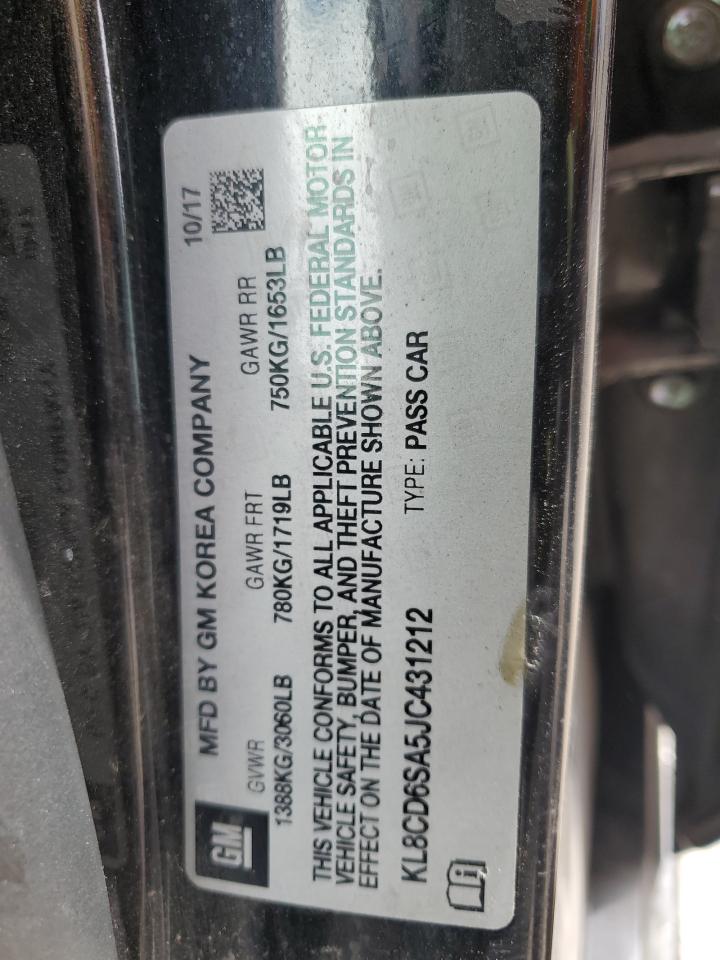 MFD BY GM KOREA COMPANY 10/17
GM
GVWR GAWR FRT GAWR RR
1388KG/3060LB 780KG/1719LB 750KG/1653LB
THIS VEHICLE CONFORMS TO ALL APPLICABLE U.S. FEDERAL MOTOR
VEHICLE SAFETY, BUMPER, AND THEFT PREVENTION STANDARDS IN
EFFECT ON THE DATE OF MANUFACTURE SHOWN ABOVE.
KL8CD6SA5JC431212 TYPE: PASS CAR